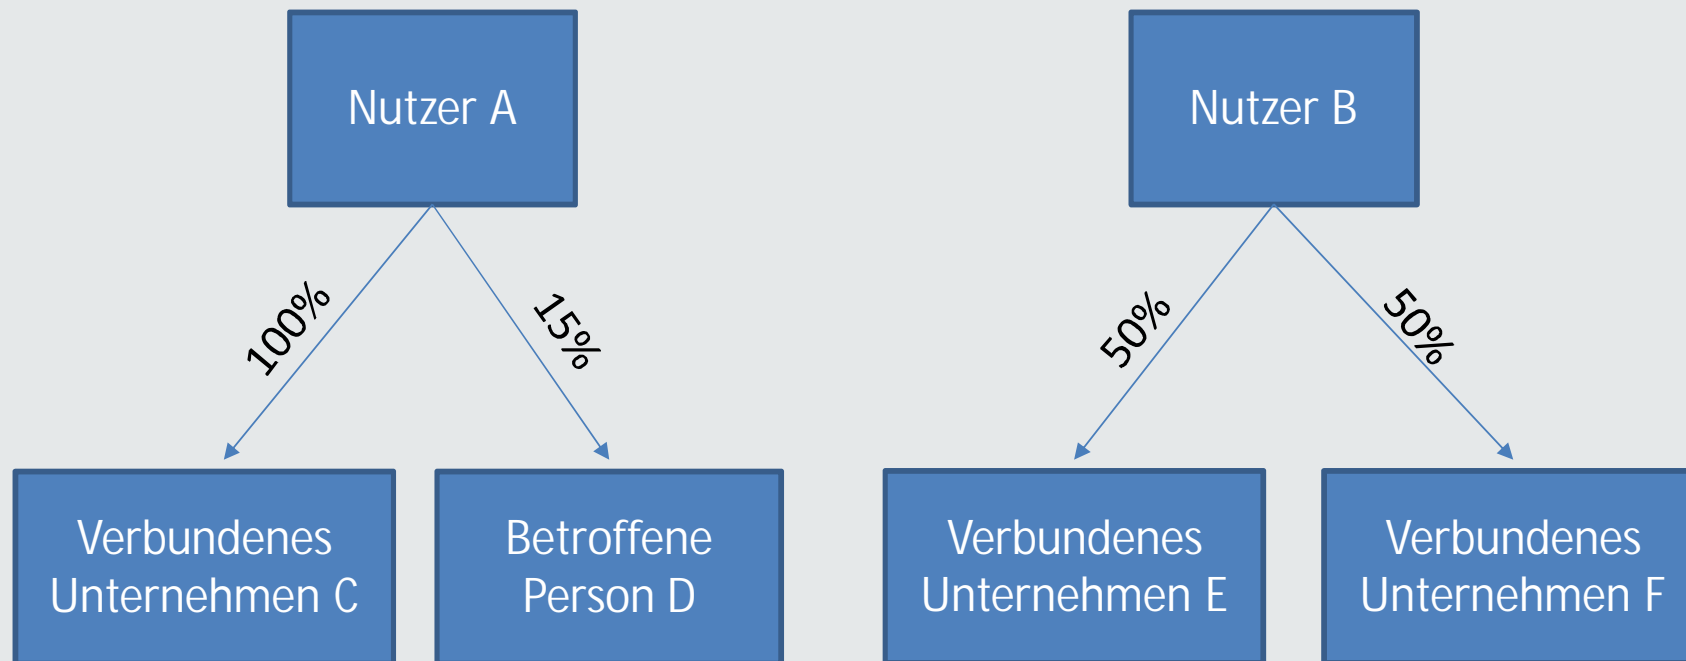 Nutzer A
Nutzer B
100%
15%
50%
50%
Verbundenes
Unternehmen C
Betroffene
Person D
Verbundenes
Unternehmen E
Verbundenes
Unternehmen F